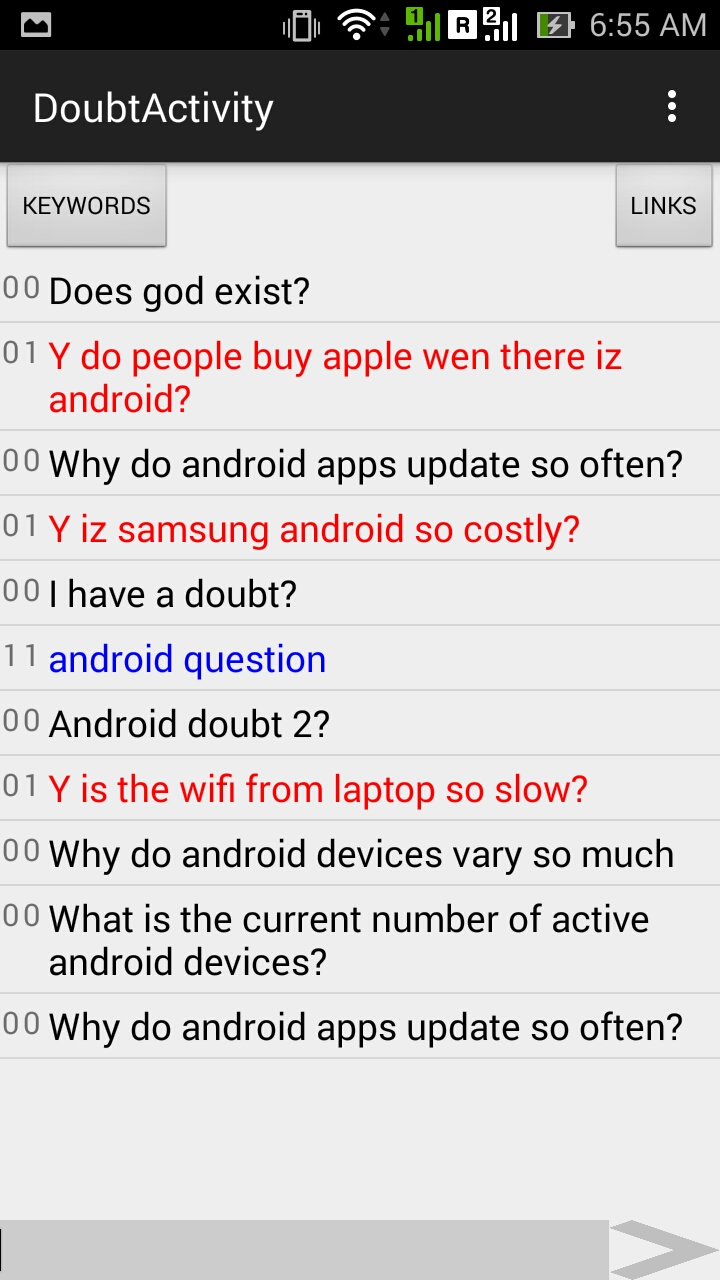 1 R 2 6:55 AM
DoubtActivity
KEYWORDS LINKS
00 Does god exist?
01 Y do people buy apple wen there iz
android?
00 Why do android apps update so often?
01 Y iz samsung android so costly?
00 I have a doubt?
11 android question
00 Android doubt 2?
01 Y is the wifi from laptop so slow?
00 Why do android devices vary so much
00 What is the current number of active
android devices?
00 Why do android apps update so often?